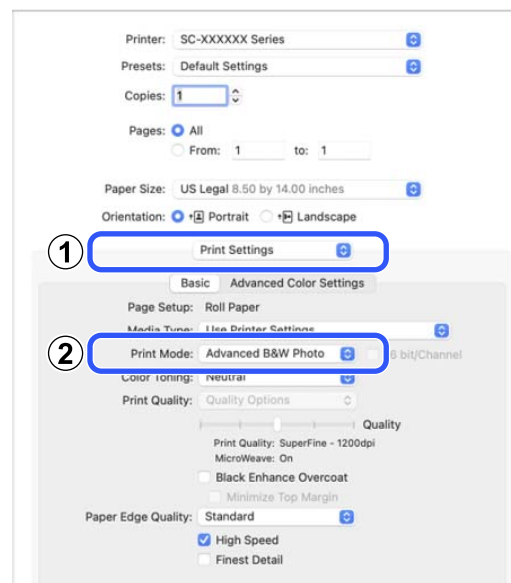 Printer: SC-XXXXXX Series
Presets: Default Settings
Copies: 1
Pages: All
From: 1 to: 1
Paper Size: US Legal 8.50 by 14.00 inches
Orientation: Portrait Landscape
1 Print Settings
Basic Advanced Color Settings
Page Setup: Roll Paper
Media Type: Use Printer Settings
2 Print Mode: Advanced B&W Photo 6 bit/Channel
Color Toning: Neutral
Print Quality: Quality Options
Quality
Print Quality: SuperFine - 1200dpi
MicroWeave: On
Black Enhance Overcoat
Minimize Top Margin
Paper Edge Quality: Standard
High Speed
Finest Detail